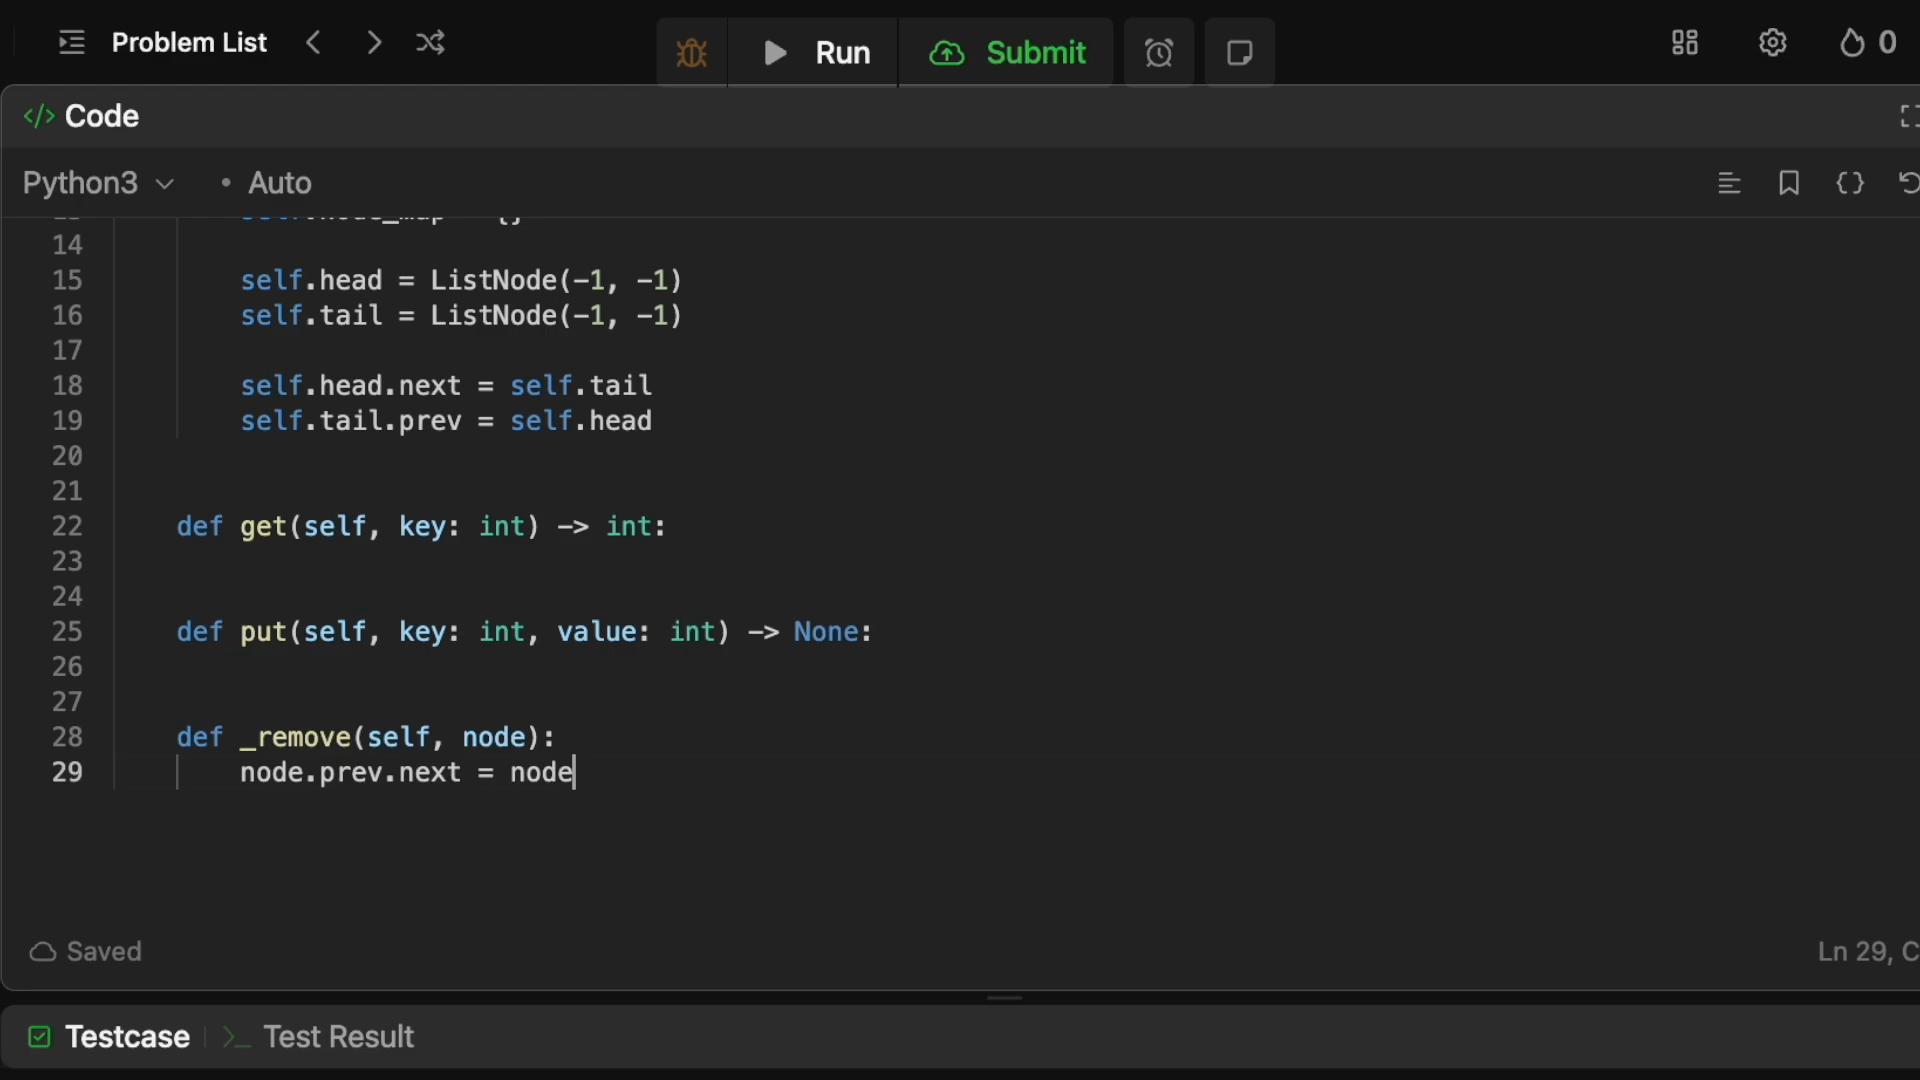 Problem List
Run
Submit
0
</> Code
Python3 • Auto
14
15 self.head = ListNode(-1, -1)
16 self.tail = ListNode(-1, -1)
17
18 self.head.next = self.tail
19 self.tail.prev = self.head
20
21
22 def get(self, key: int) -> int:
23
24
25 def put(self, key: int, value: int) -> None:
26
27
28 def _remove(self, node):
29 node.prev.next = node
Saved
Ln 29, C
Testcase
>_ Test Result